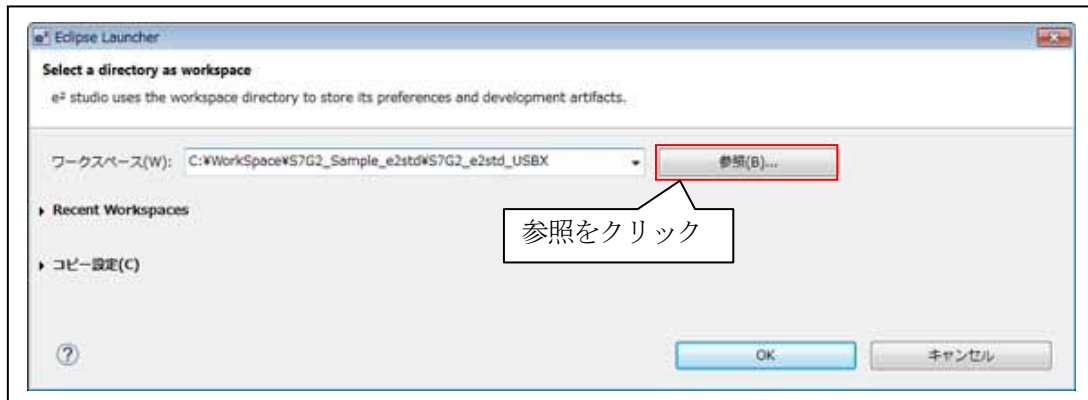 e² Eclipse Launcher
Select a directory as workspace
e² studio uses the workspace directory to store its preferences and development artifacts.
ワークスペース(W): C:¥WorkSpace¥S7G2_Sample_e2std¥S7G2_e2std_USBX 参照(B)...
Recent Workspaces
参照をクリック
コピー設定(C)
? OK キャンセル